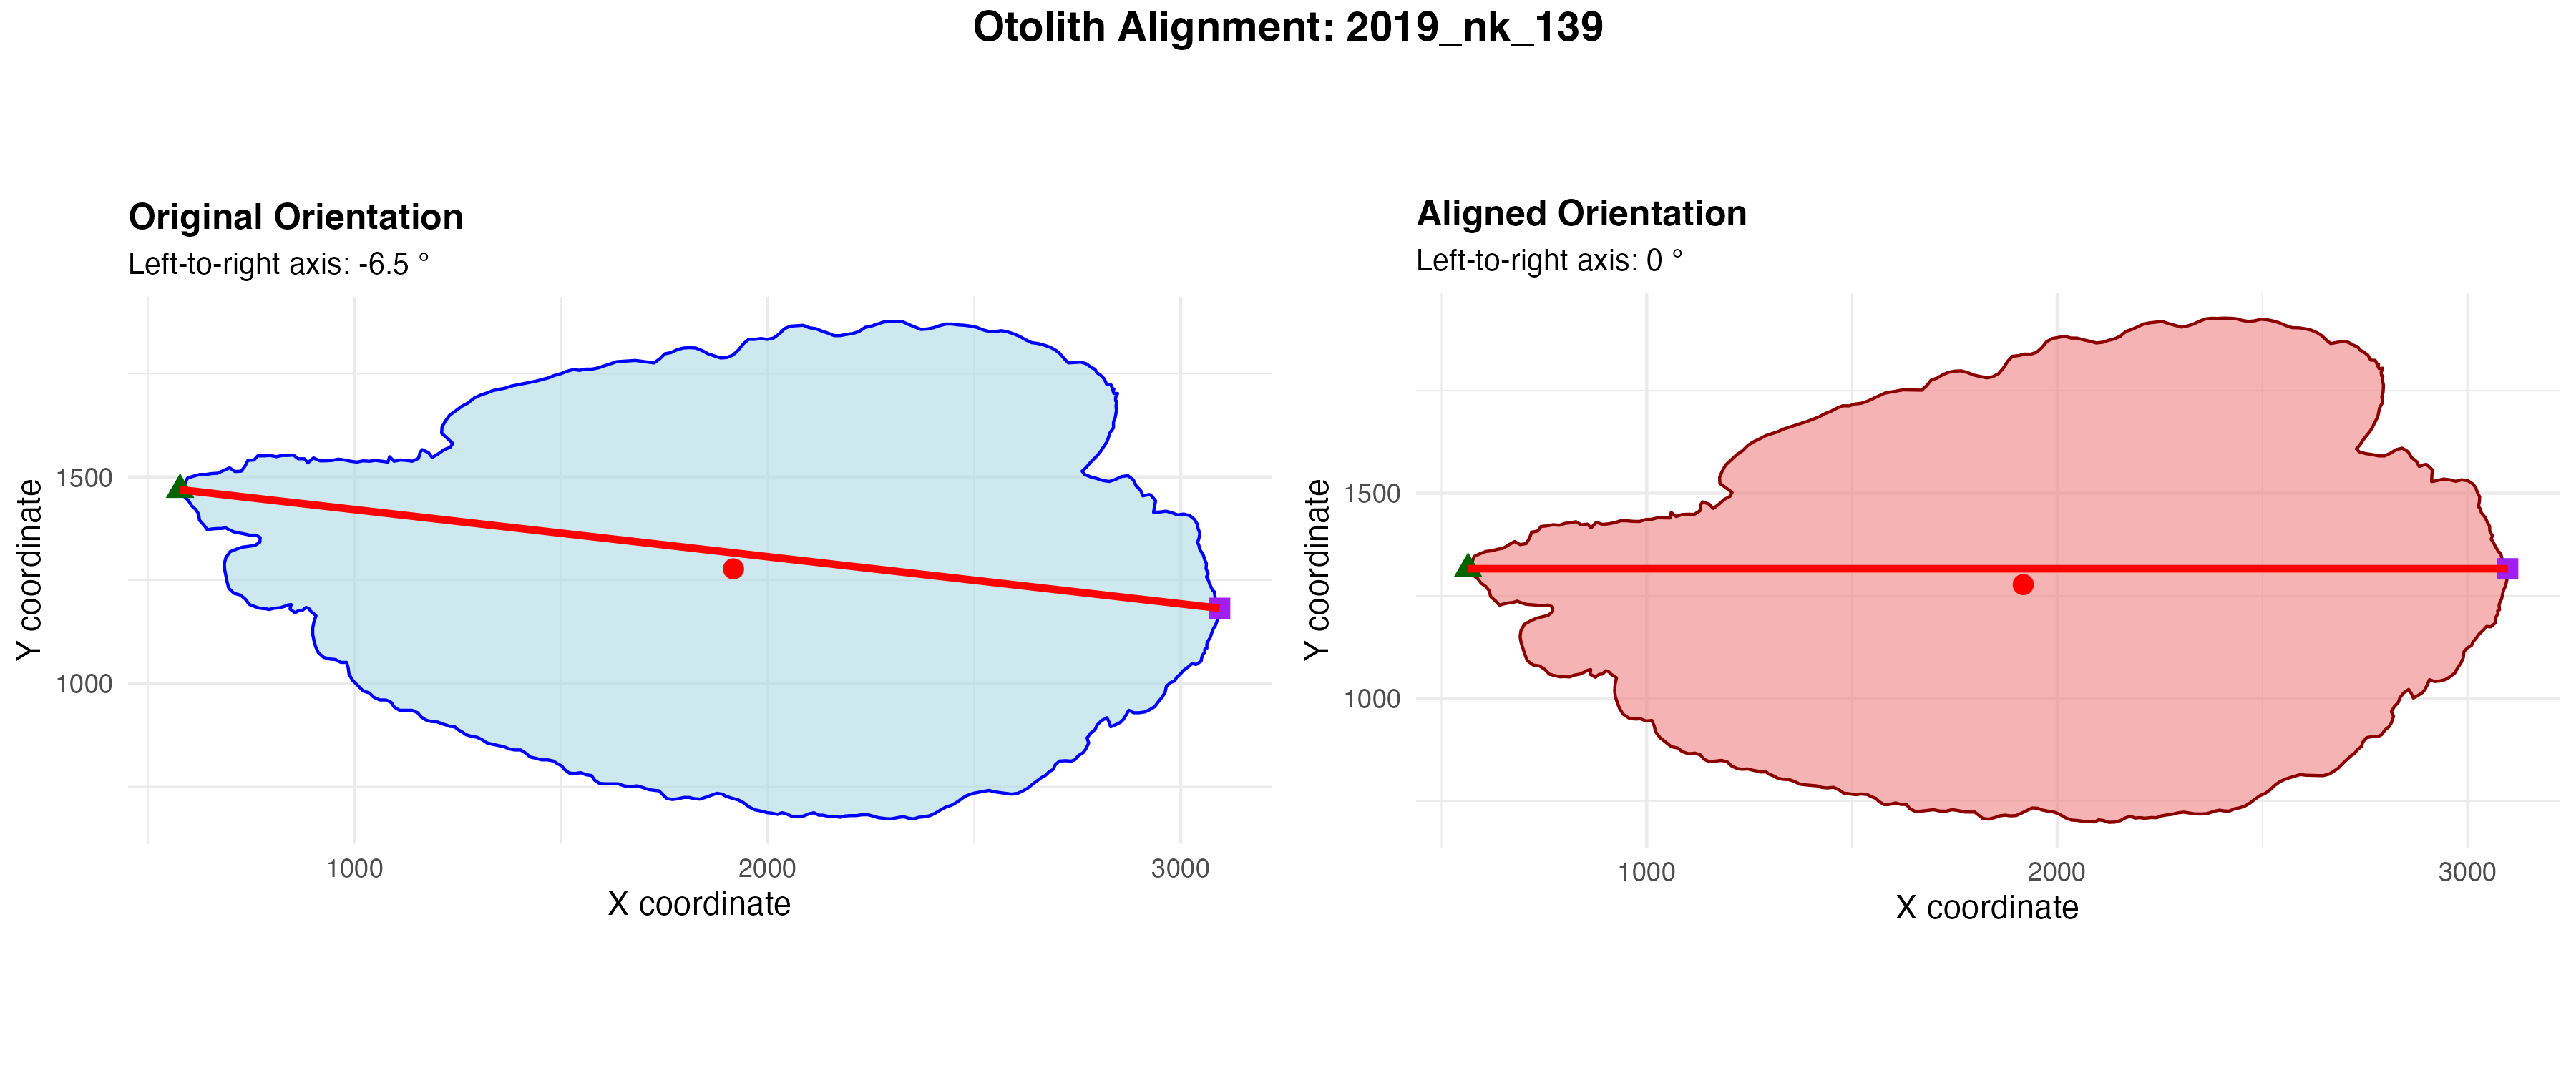 Otolith Alignment: 2019_nk_139
Original Orientation
Left-to-right axis: -6.5 °
1500
1000
Y coordinate
1000
2000
3000
X coordinate
Aligned Orientation
Left-to-right axis: 0 °
1500
1000
Y coordinate
1000
2000
3000
X coordinate